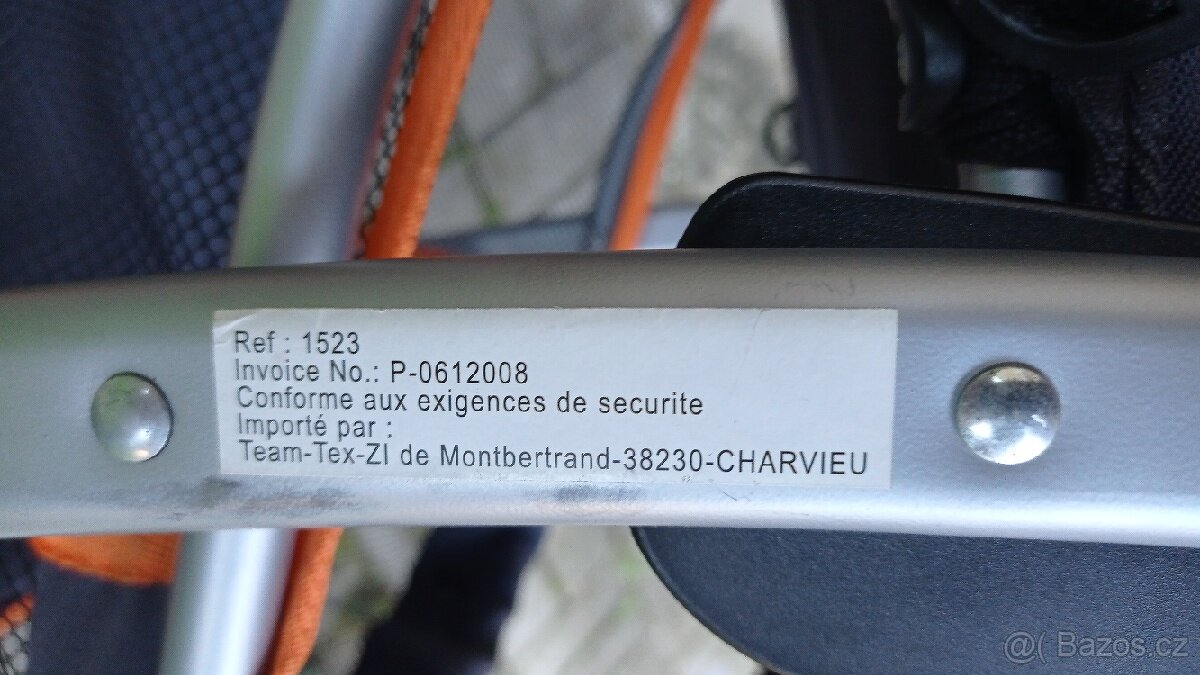 Ref : 1523
Invoice No.: P-0612008
Conforme aux exigences de securite
Importé par :
Team-Tex-ZI de Montbertrand-38230-CHARVIEU
@( Bazos.cz